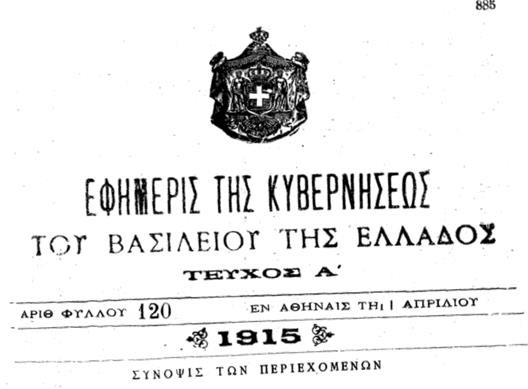 885
ΕΦΗΜΕΡΙΣ ΤΗΣ ΚΥΒΕΡΝΗΣΕΩΣ
ΤΟΥ ΒΑΣΙΛΕΙΟΥ ΤΗΣ ΕΛΛΑΔΟΣ
ΤΕΥΧΟΣ Α΄
ΑΡΙΘ ΦΥΛΛΟΥ 120 ΕΝ ΑΘΗΝΑΙΣ ΤΗι 1 ΑΠΡΙΛΙΟΥ
1915
ΣΥΝΟΨΙΣ ΤΩΝ ΠΕΡΙΕΧΟΜΕΝΩΝ